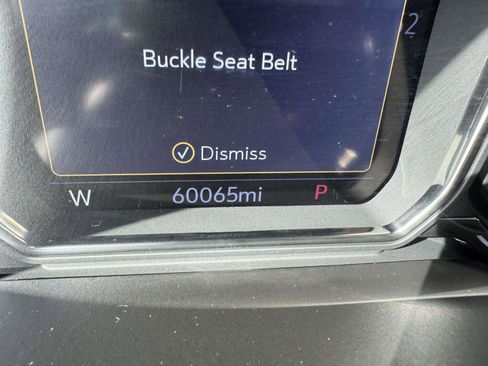 Buckle Seat Belt
Dismiss
W 60065mi P